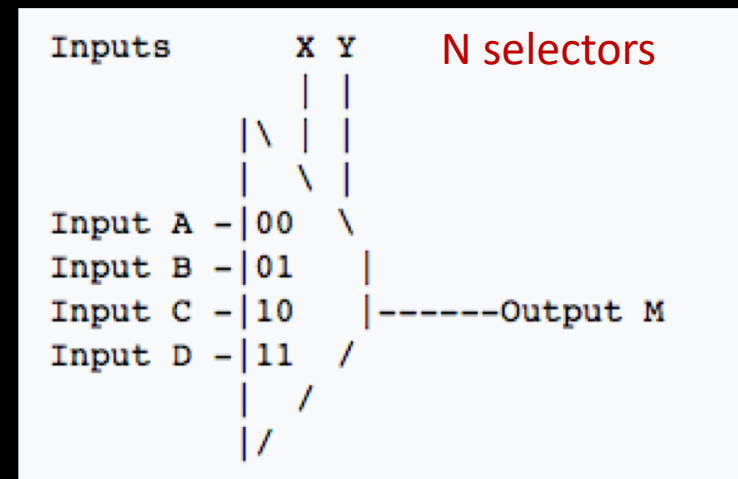 Inputs X Y N selectors
Input A -|00
Input B -|01
Input C -|10 |------Output M
Input D -|11